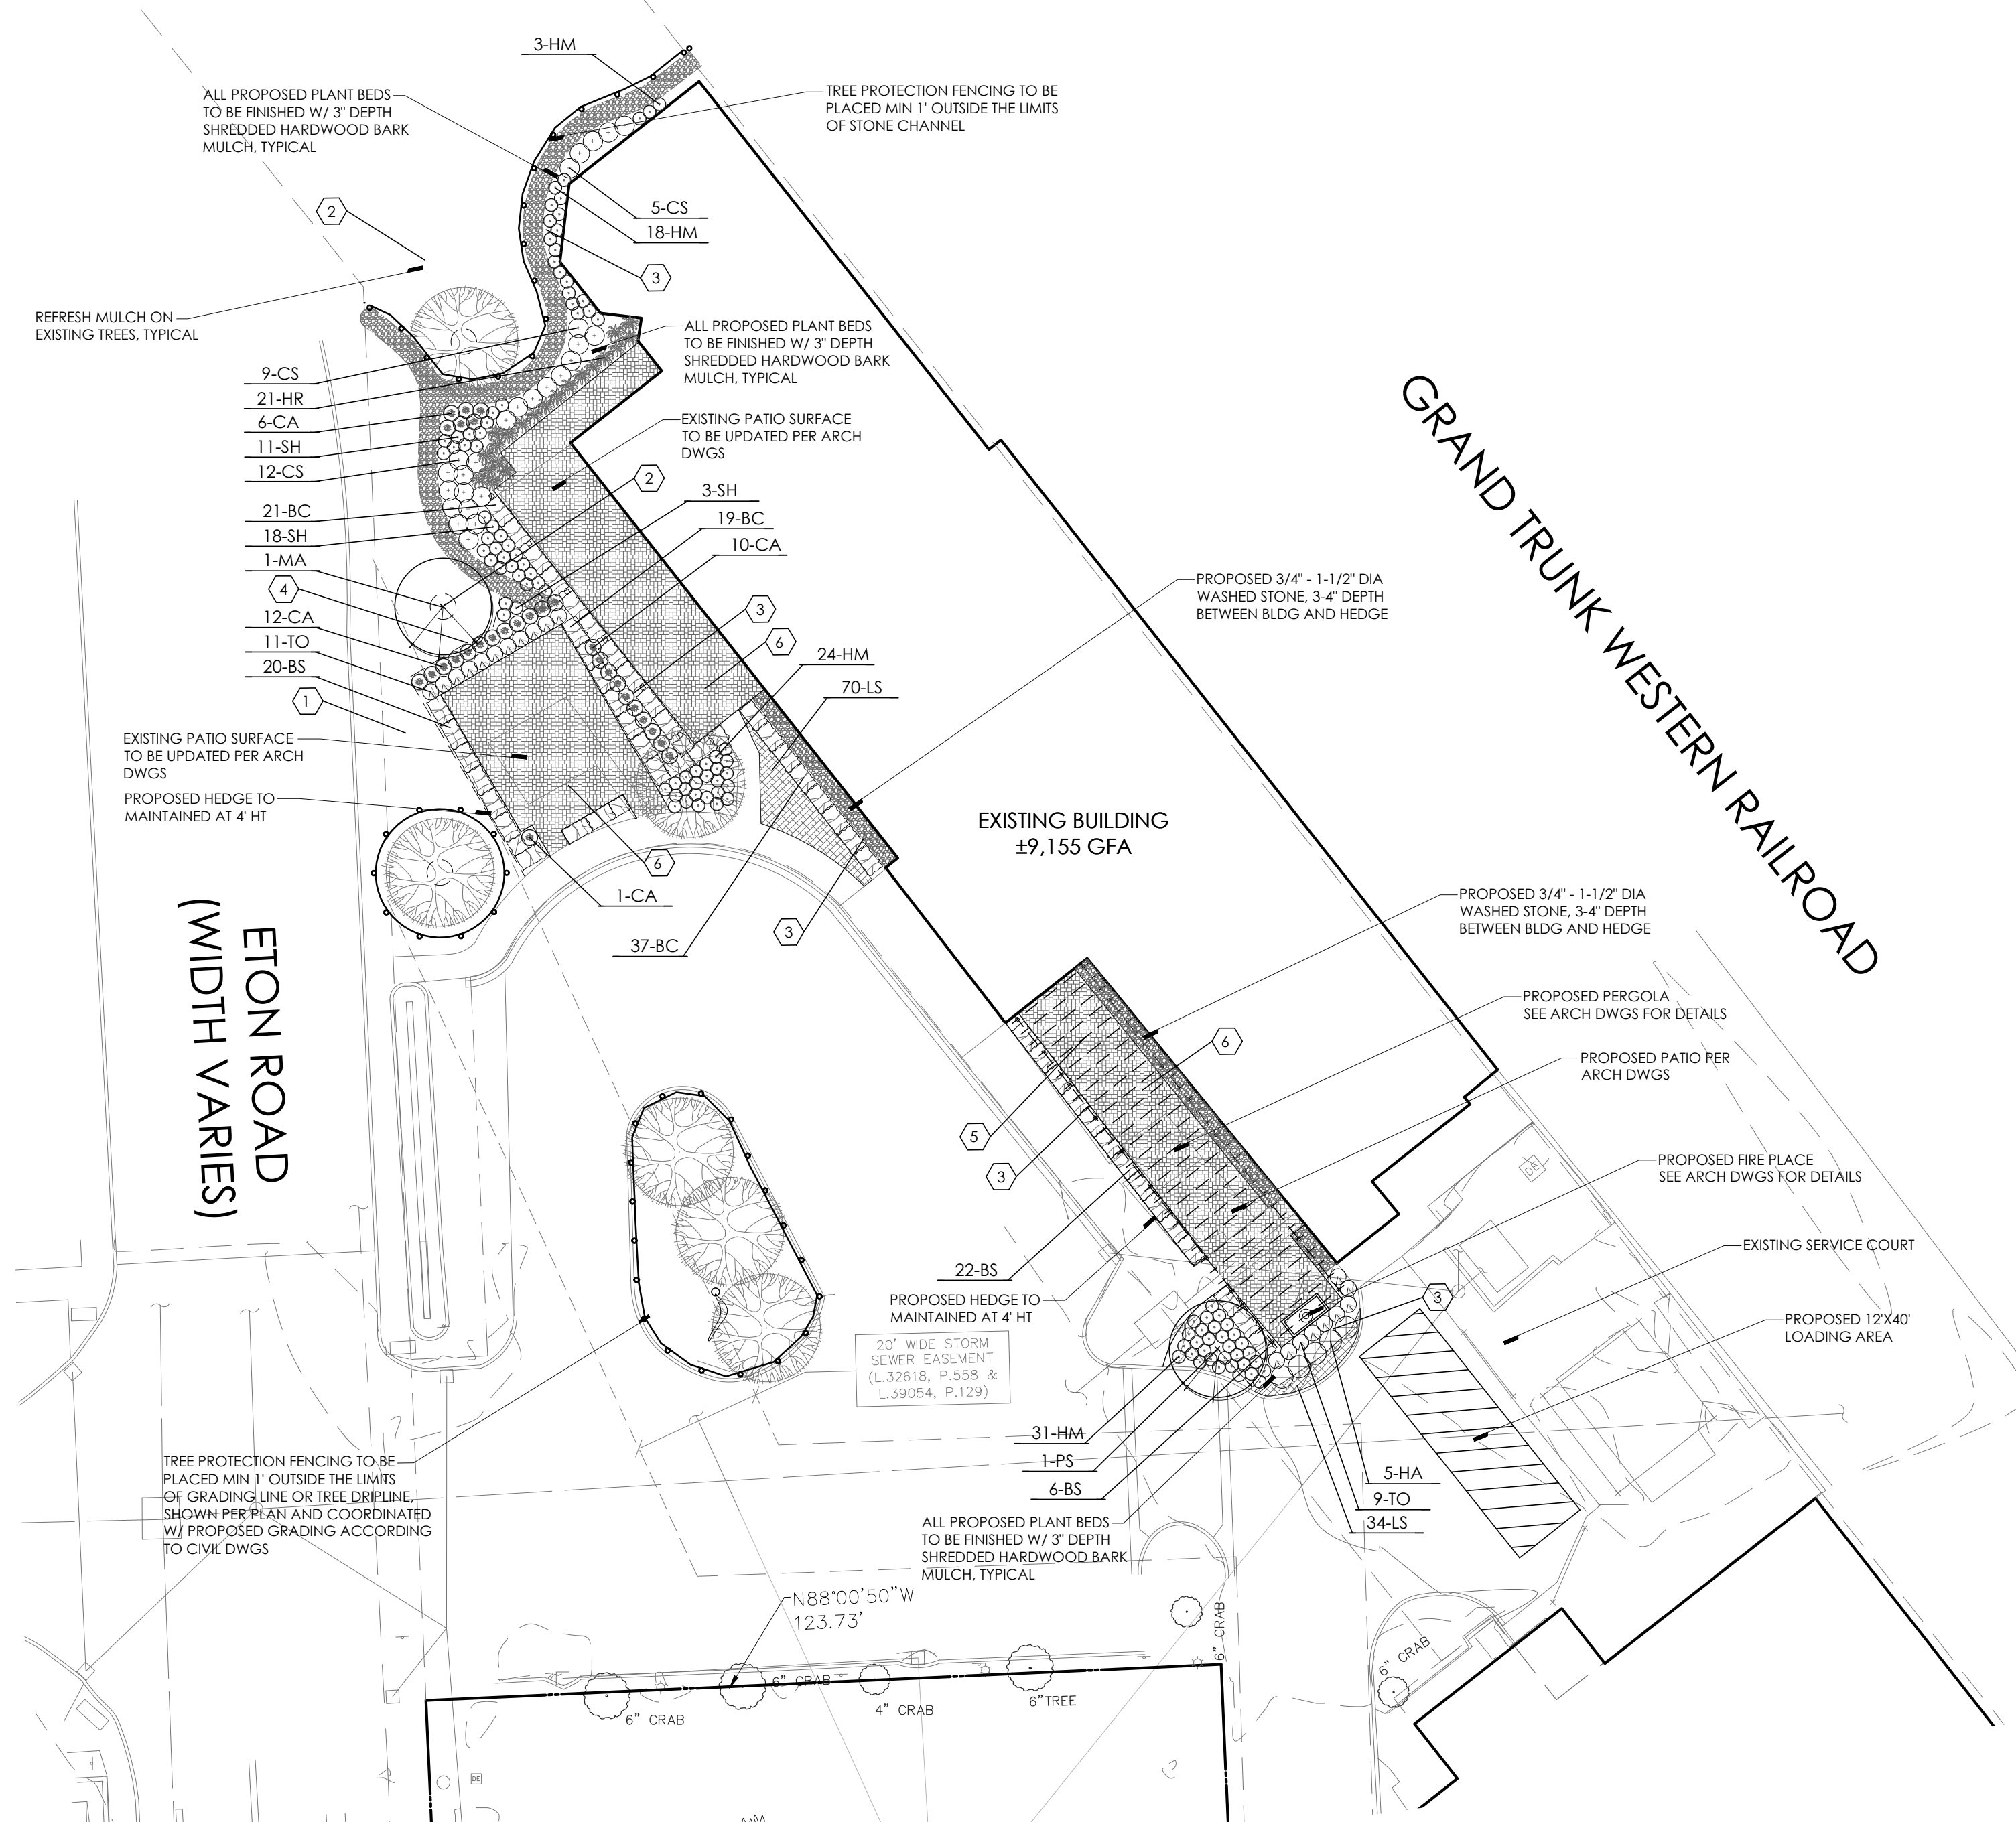 3-HM
ALL PROPOSED PLANT BEDS
TO BE FINISHED W/ 3" DEPTH
SHREDDED HARDWOOD BARK
MULCH, TYPICAL
TREE PROTECTION FENCING TO BE
PLACED MIN 1' OUTSIDE THE LIMITS
OF STONE CHANNEL
2
5-CS
18-HM
3
REFRESH MULCH ON
EXISTING TREES, TYPICAL
ALL PROPOSED PLANT BEDS
TO BE FINISHED W/ 3" DEPTH
SHREDDED HARDWOOD BARK
MULCH, TYPICAL
9-CS
21-HR
6-CA
11-SH
12-CS
21-BC
18-SH
1-MA
4
12-CA
11-TO
20-BS
1
EXISTING PATIO SURFACE
TO BE UPDATED PER ARCH
DWGS
2
3-SH
19-BC
10-CA
3
6
24-HM
70-LS
EXISTING PATIO SURFACE
TO BE UPDATED PER ARCH
DWGS
PROPOSED HEDGE TO
MAINTAINED AT 4' HT
6
1-CA
37-BC
3
GRAND TRUNK WESTERN RAILROAD
PROPOSED 3/4" - 1-1/2" DIA
WASHED STONE, 3-4" DEPTH
BETWEEN BLDG AND HEDGE
EXISTING BUILDING
±9,155 GFA
ETON ROAD
(WIDTH VARIES)
PROPOSED 3/4" - 1-1/2" DIA
WASHED STONE, 3-4" DEPTH
BETWEEN BLDG AND HEDGE
PROPOSED PERGOLA
SEE ARCH DWGS FOR DETAILS
6
PROPOSED PATIO PER
ARCH DWGS
5
3
PROPOSED FIRE PLACE
SEE ARCH DWGS FOR DETAILS
EXISTING SERVICE COURT
22-BS
PROPOSED HEDGE TO
MAINTAINED AT 4' HT
3
PROPOSED 12'X40'
LOADING AREA
20' WIDE STORM
SEWER EASEMENT
(L.32618, P.558 &
L.39054, P.129)
31-HM
1-PS
6-BS
5-HA
9-TO
34-LS
TREE PROTECTION FENCING TO BE
PLACED MIN 1' OUTSIDE THE LIMITS
OF GRADING LINE OR TREE DRIPLINE,
SHOWN PER PLAN AND COORDINATED
W/ PROPOSED GRADING ACCORDING
TO CIVIL DWGS
ALL PROPOSED PLANT BEDS
TO BE FINISHED W/ 3" DEPTH
SHREDDED HARDWOOD BARK
MULCH, TYPICAL
N88°00'50"W
123.73'
6" CRAB
6" CRAB
6" CRAB
6" CRAB
4" CRAB
6"TREE
DE